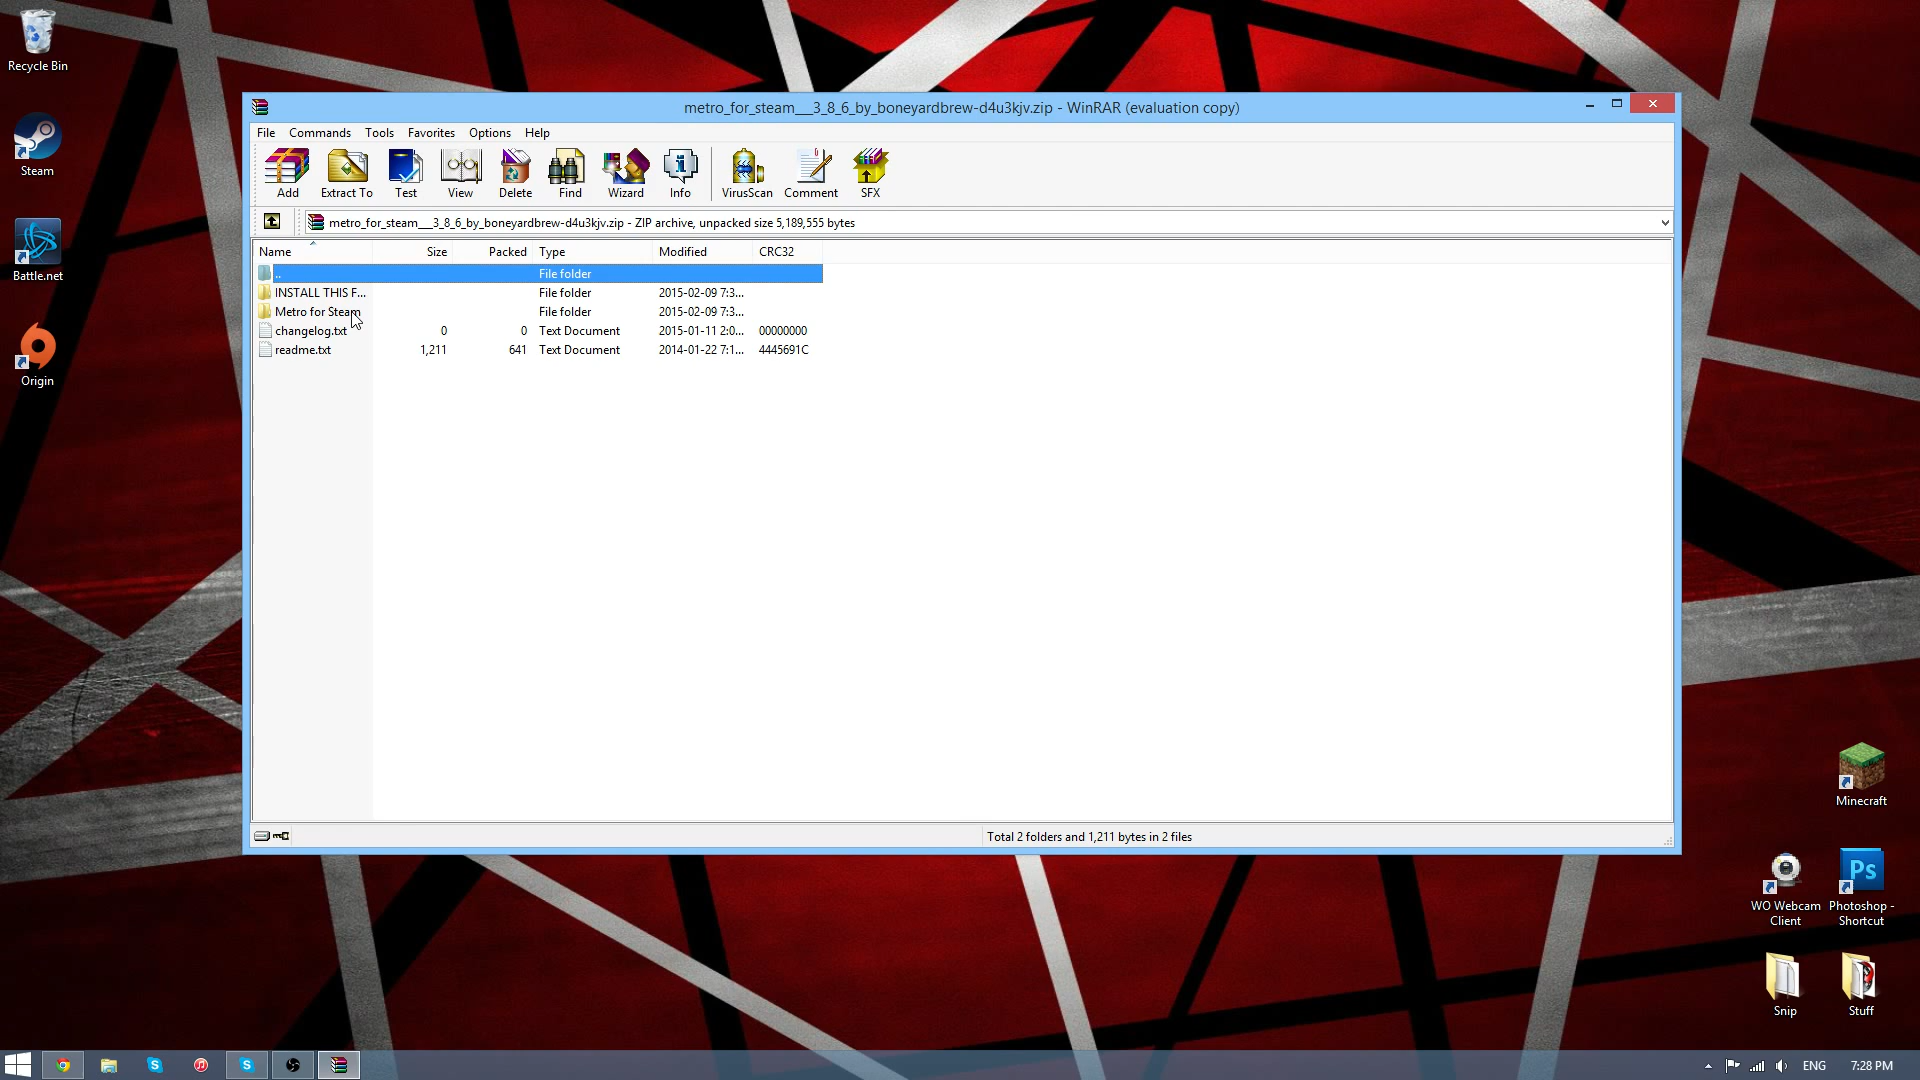 Recycle Bin
Steam
Battle.net
Origin
metro_for_steam___3_8_6_by_boneyardbrew-d4u3kjv.zip - WinRAR (evaluation copy)
File Commands Tools Favorites Options Help
Add Extract To Test View Delete Find Wizard Info VirusScan Comment SFX
metro_for_steam___3_8_6_by_boneyardbrew-d4u3kjv.zip - ZIP archive, unpacked size 5,189,555 bytes
Name Size Packed Type Modified CRC32
.. File folder
INSTALL THIS F... File folder 2015-02-09 7:3...
Metro for Steam File folder 2015-02-09 7:3...
changelog.txt 0 0 Text Document 2015-01-11 2:0... 00000000
readme.txt 1,211 641 Text Document 2014-01-22 7:1... 4445691C
Total 2 folders and 1,211 bytes in 2 files
Minecraft
WO Webcam Client
Ps
Photoshop - Shortcut
Snip
Stuff
ENG 7:28 PM